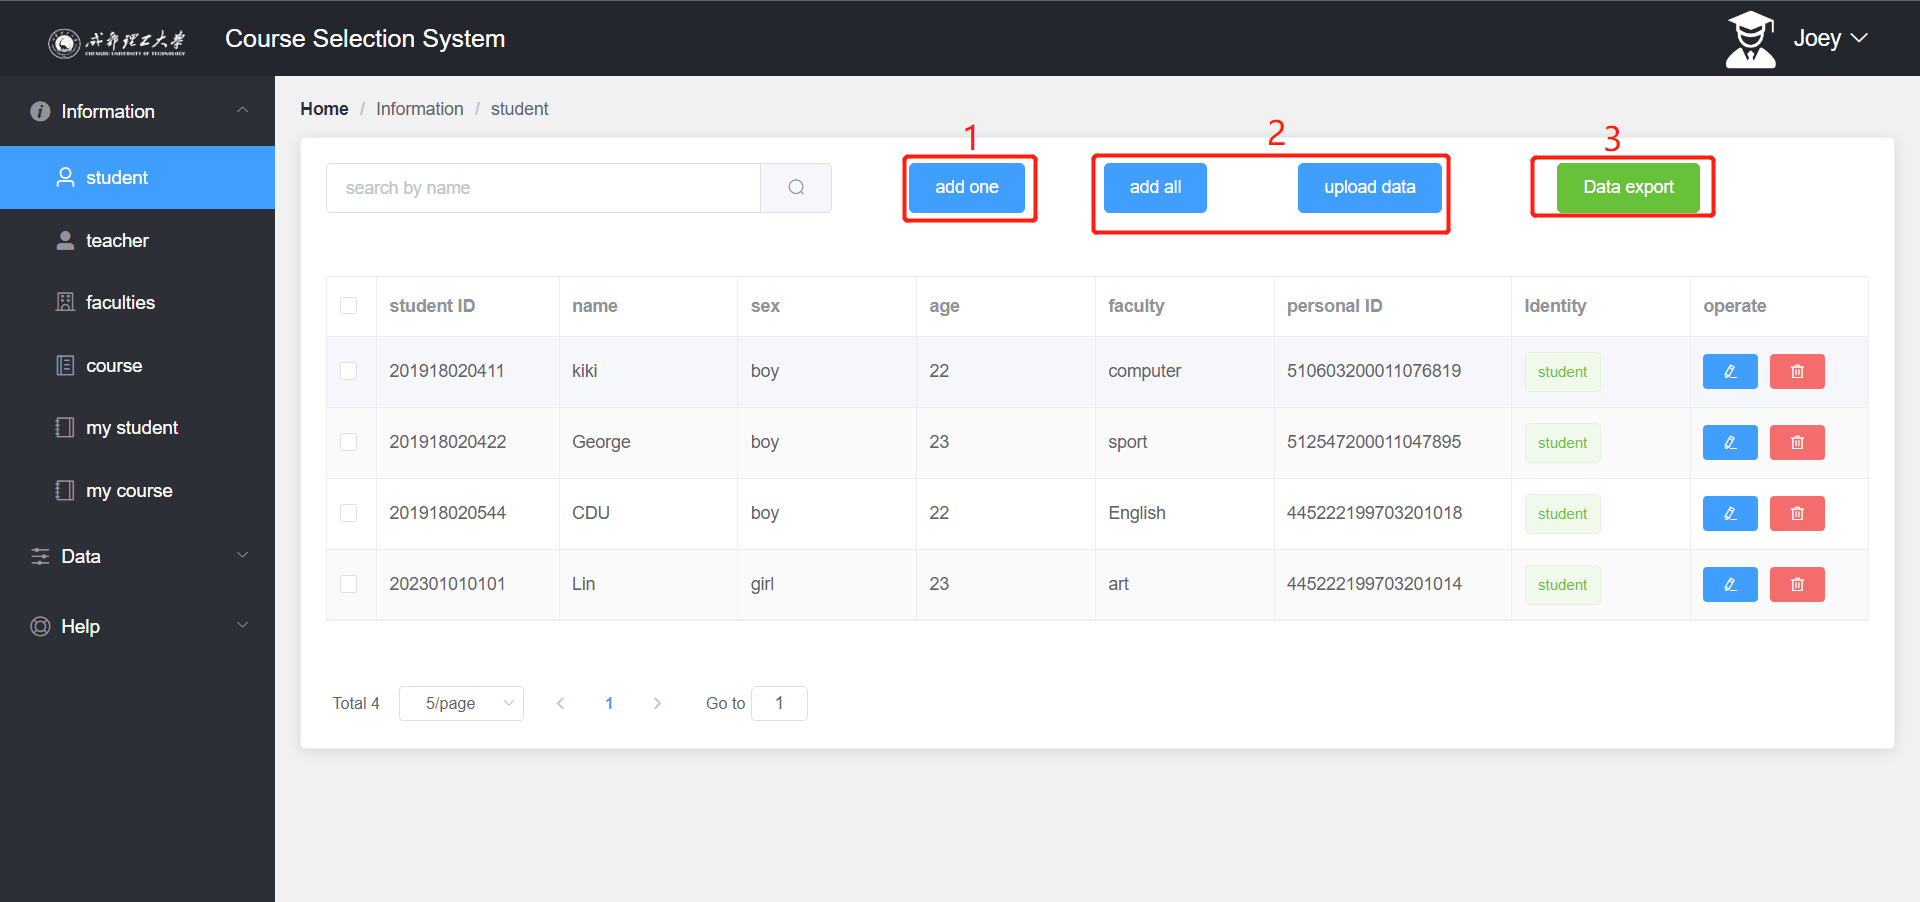 成都理工大学
CHENGDU UNIVERSITY OF TECHNOLOGY
Course Selection System
Joey
Information
student
teacher
faculties
course
my student
my course
Data
Help
Home / Information / student
1
2
3
search by name
add one
add all
upload data
Data export
student ID name sex age faculty personal ID Identity operate
201918020411 kiki boy 22 computer 510603200011076819 student
201918020422 George boy 23 sport 512547200011047895 student
201918020544 CDU boy 22 English 445222199703201018 student
202301010101 Lin girl 23 art 445222199703201014 student
Total 4 5/page 1 Go to 1